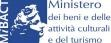 MiBACT
Ministero
dei beni e delle
attività culturali
e del turismo